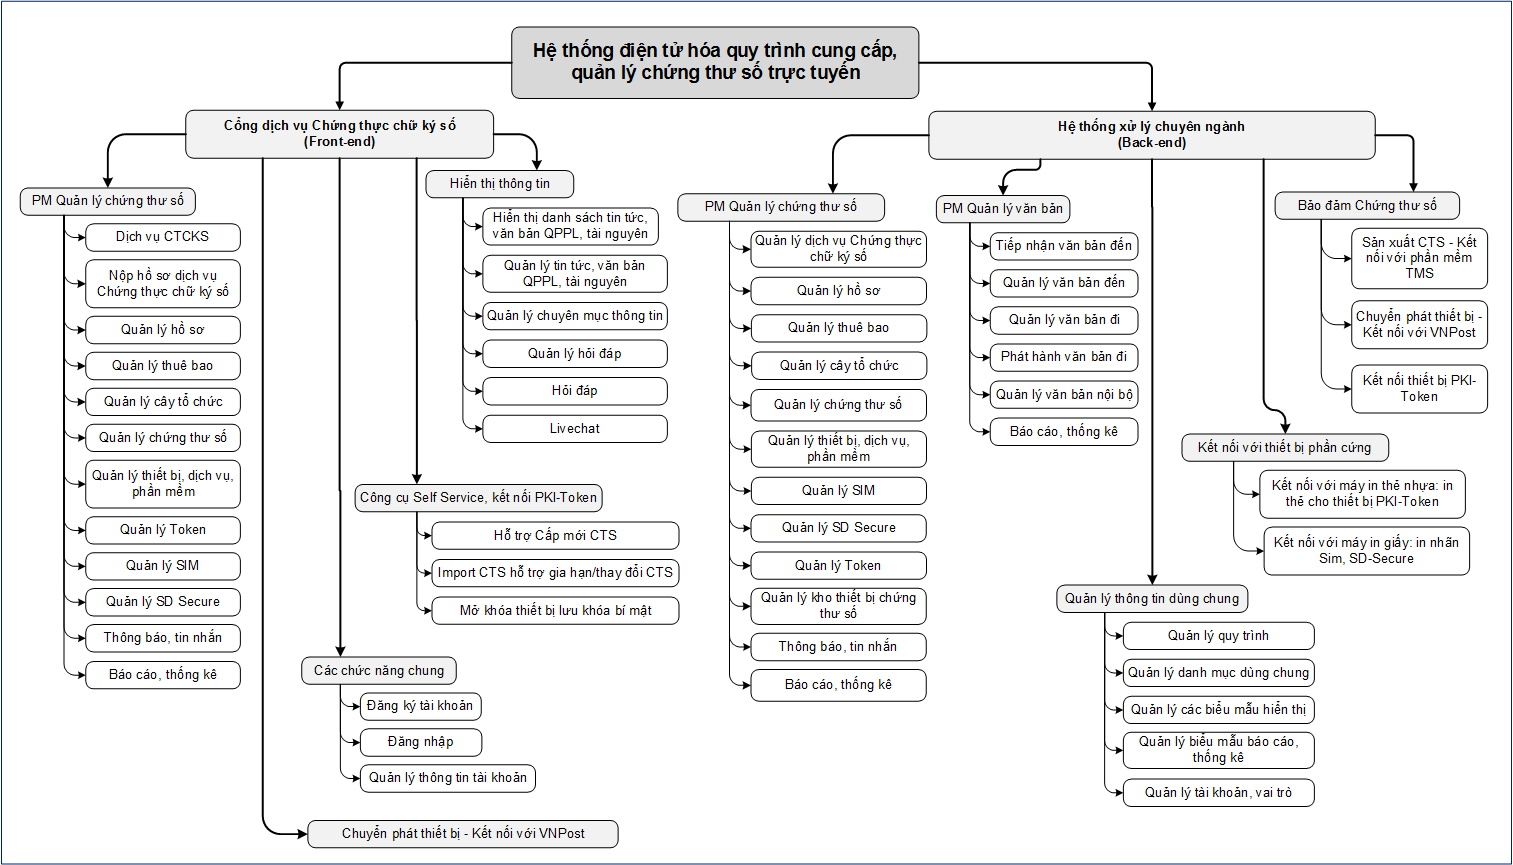 Hệ thống điện tử hóa quy trình cung cấp,
quản lý chứng thư số trực tuyến
Cổng dịch vụ Chứng thực chữ ký số
(Front-end)
PM Quản lý chứng thư số
Dịch vụ CTCKS
Nộp hồ sơ dịch vụ
Chứng thực chữ ký số
Quản lý hồ sơ
Quản lý thuê bao
Quản lý cây tổ chức
Quản lý chứng thư số
Quản lý thiết bị, dịch vụ,
phần mềm
Quản lý Token
Quản lý SIM
Quản lý SD Secure
Thông báo, tin nhắn
Báo cáo, thống kê
Hiển thị thông tin
Hiển thị danh sách tin tức,
văn bản QPPL, tài nguyên
Quản lý tin tức, văn bản
QPPL, tài nguyên
Quản lý chuyên mục thông tin
Quản lý hỏi đáp
Hỏi đáp
Livechat
Công cụ Self Service, kết nối PKI-Token
Hỗ trợ Cấp mới CTS
Import CTS hỗ trợ gia hạn/thay đổi CTS
Mở khóa thiết bị lưu khóa bí mật
Các chức năng chung
Đăng ký tài khoản
Đăng nhập
Quản lý thông tin tài khoản
Chuyển phát thiết bị - Kết nối với VNPost
Hệ thống xử lý chuyên ngành
(Back-end)
PM Quản lý chứng thư số
Quản lý dịch vụ Chứng thực
chữ ký số
Quản lý hồ sơ
Quản lý thuê bao
Quản lý cây tổ chức
Quản lý chứng thư số
Quản lý thiết bị, dịch vụ,
phần mềm
Quản lý SIM
Quản lý SD Secure
Quản lý Token
Quản lý kho thiết bị chứng
thư số
Thông báo, tin nhắn
Báo cáo, thống kê
PM Quản lý văn bản
Tiếp nhận văn bản đến
Quản lý văn bản đến
Quản lý văn bản đi
Phát hành văn bản đi
Quản lý văn bản nội bộ
Báo cáo, thống kê
Bảo đảm Chứng thư số
Sản xuất CTS - Kết
nối với phần mềm
TMS
Chuyển phát thiết bị -
Kết nối với VNPost
Kết nối thiết bị PKI-
Token
Kết nối với thiết bị phần cứng
Kết nối với máy in thẻ nhựa: in
thẻ cho thiết bị PKI-Token
Kết nối với máy in giấy: in nhãn
Sim, SD-Secure
Quản lý thông tin dùng chung
Quản lý quy trình
Quản lý danh mục dùng chung
Quản lý các biểu mẫu hiển thị
Quản lý biểu mẫu báo cáo,
thống kê
Quản lý tài khoản, vai trò